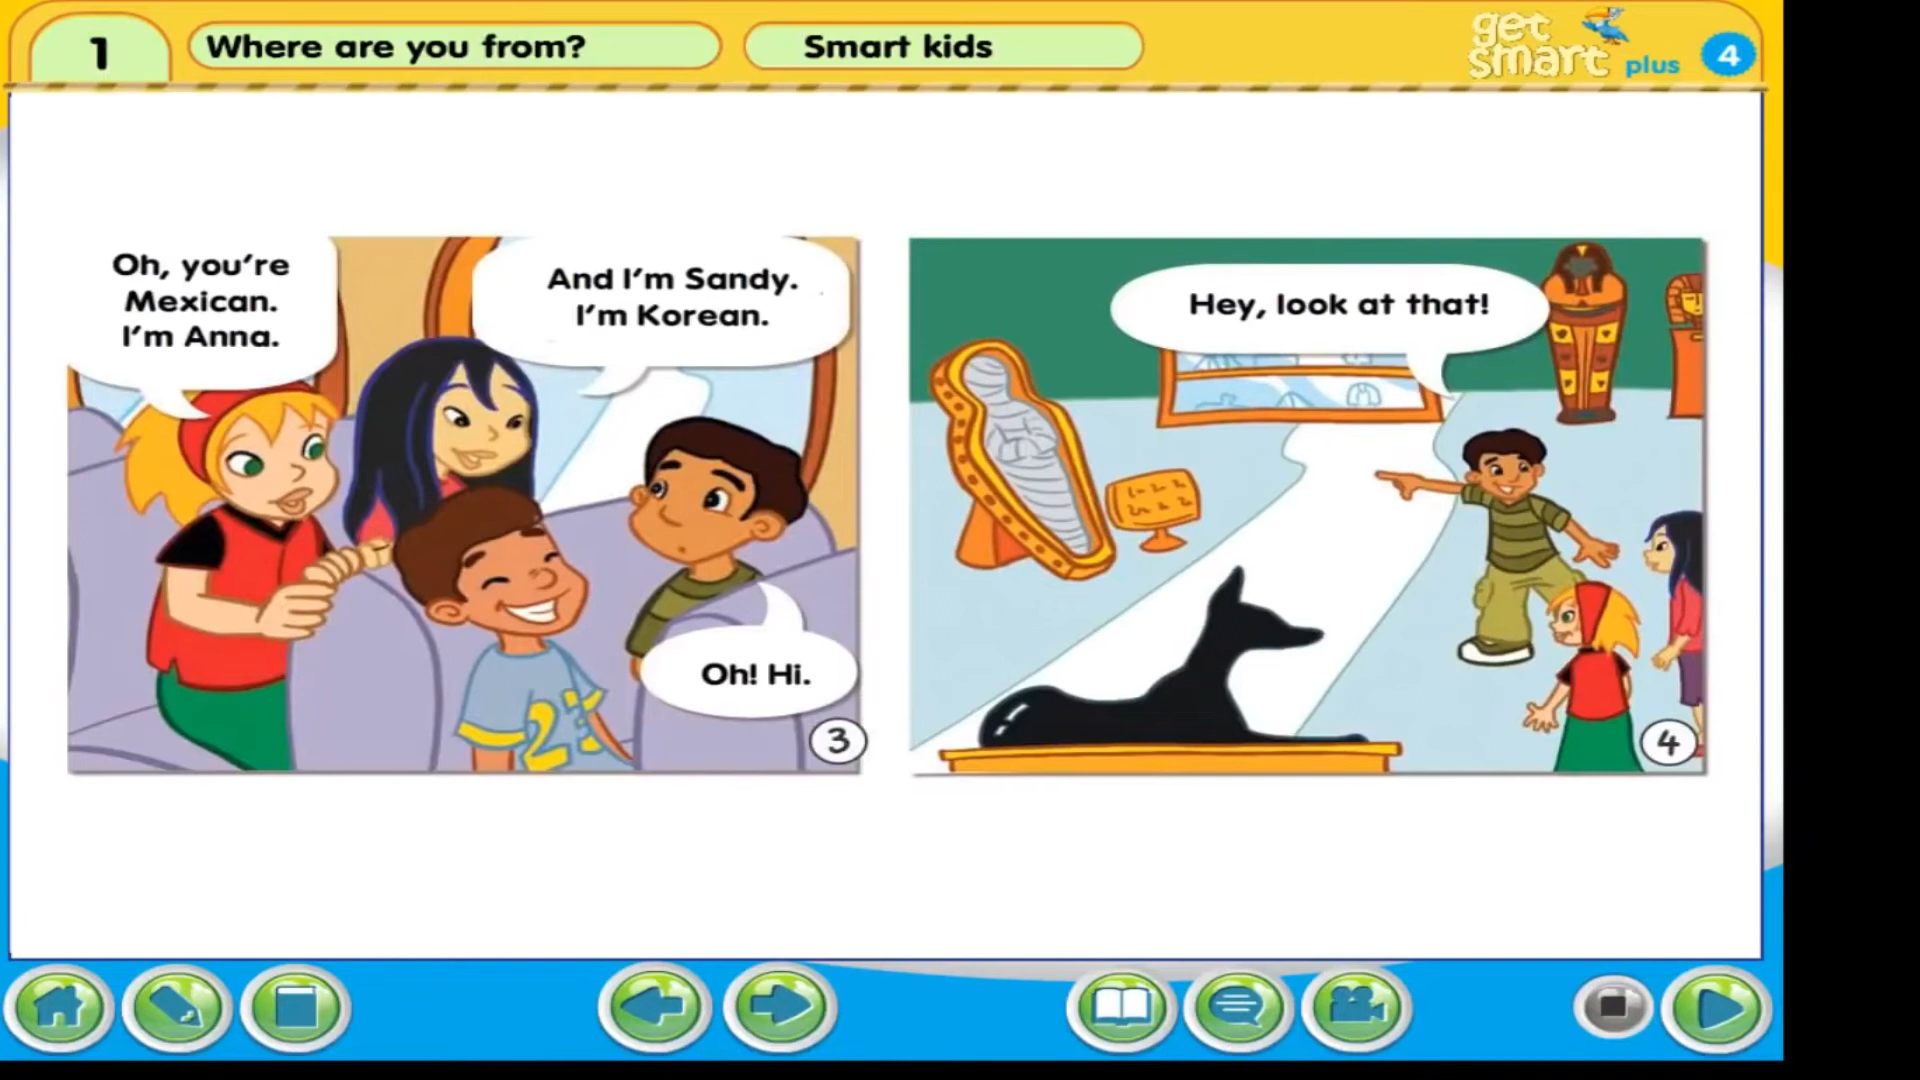 1
Where are you from?
Smart kids
get
smart plus
4
Oh, you're
Mexican.
I'm Anna.
And I'm Sandy.
I'm Korean.
Oh! Hi.
3
Hey, look at that!
23
4